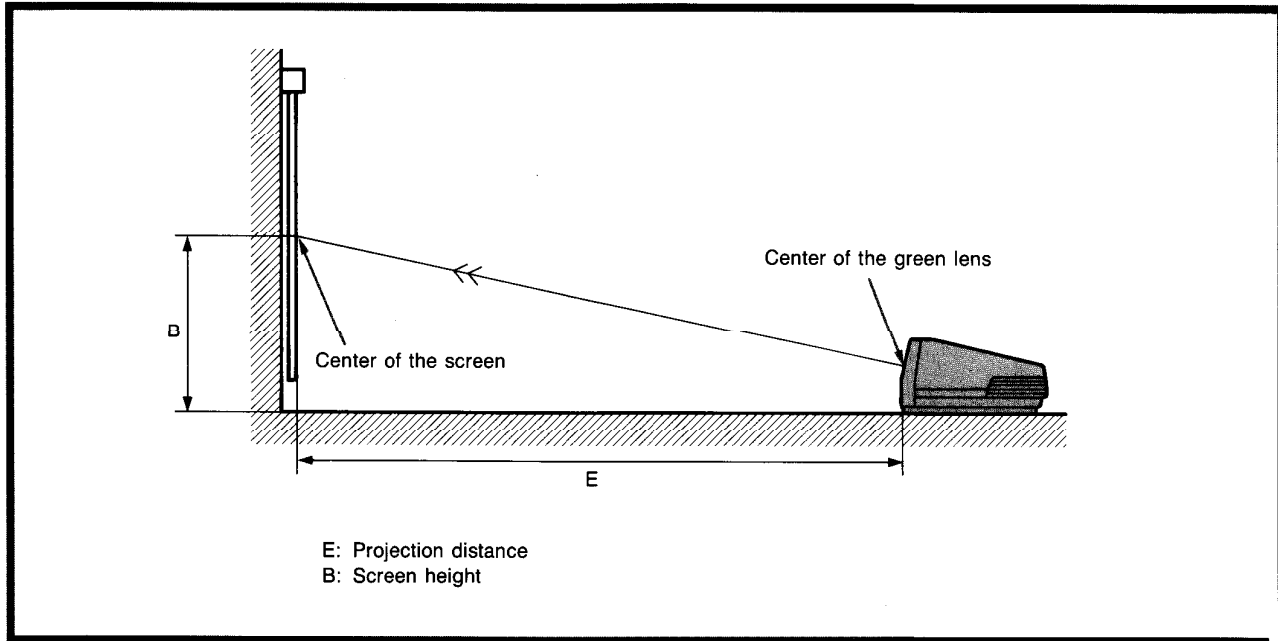 Center of the green lens
B
Center of the screen
E
E: Projection distance
B: Screen height